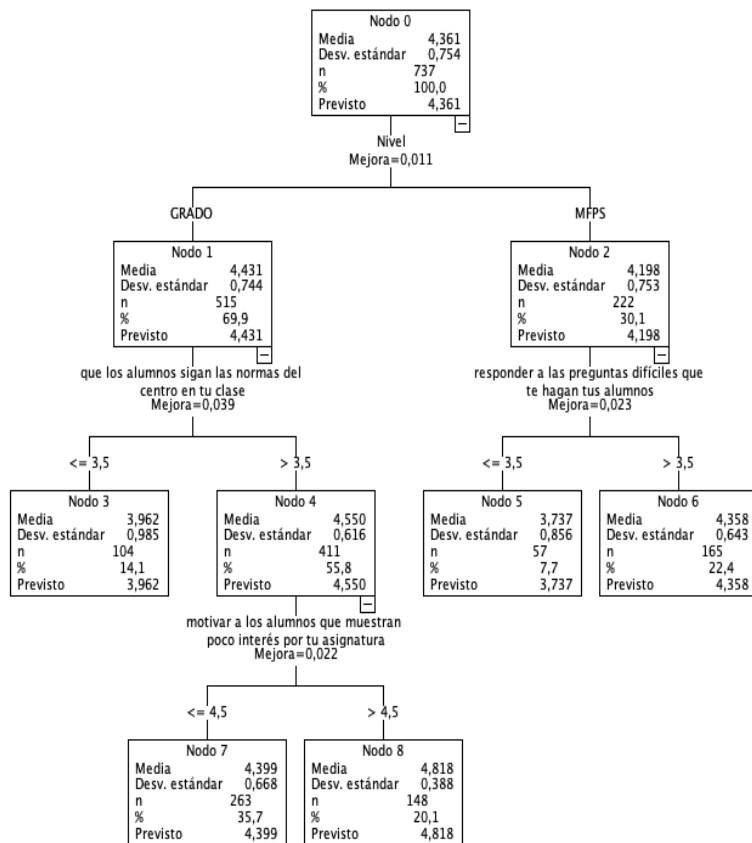 Nodo 0
Media 4,361
Desv. estándar 0,754
n 737
% 100,0
Previsto 4,361
Nivel
Mejora=0,011
GRADO
MFPS
Nodo 1
Media 4,431
Desv. estándar 0,744
n 515
% 69,9
Previsto 4,431
Nodo 2
Media 4,198
Desv. estándar 0,753
n 222
% 30,1
Previsto 4,198
que los alumnos sigan las normas del
centro en tu clase
Mejora=0,039
responder a las preguntas difíciles que
te hagan tus alumnos
Mejora=0,023
<= 3,5
> 3,5
<= 3,5
> 3,5
Nodo 3
Media 3,962
Desv. estándar 0,985
n 104
% 14,1
Previsto 3,962
Nodo 4
Media 4,550
Desv. estándar 0,616
n 411
% 55,8
Previsto 4,550
Nodo 5
Media 3,737
Desv. estándar 0,856
n 57
% 7,7
Previsto 3,737
Nodo 6
Media 4,358
Desv. estándar 0,643
n 165
% 22,4
Previsto 4,358
motivar a los alumnos que muestran
poco interés por tu asignatura
Mejora=0,022
<= 4,5
> 4,5
Nodo 7
Media 4,399
Desv. estándar 0,668
n 263
% 35,7
Previsto 4,399
Nodo 8
Media 4,818
Desv. estándar 0,388
n 148
% 20,1
Previsto 4,818